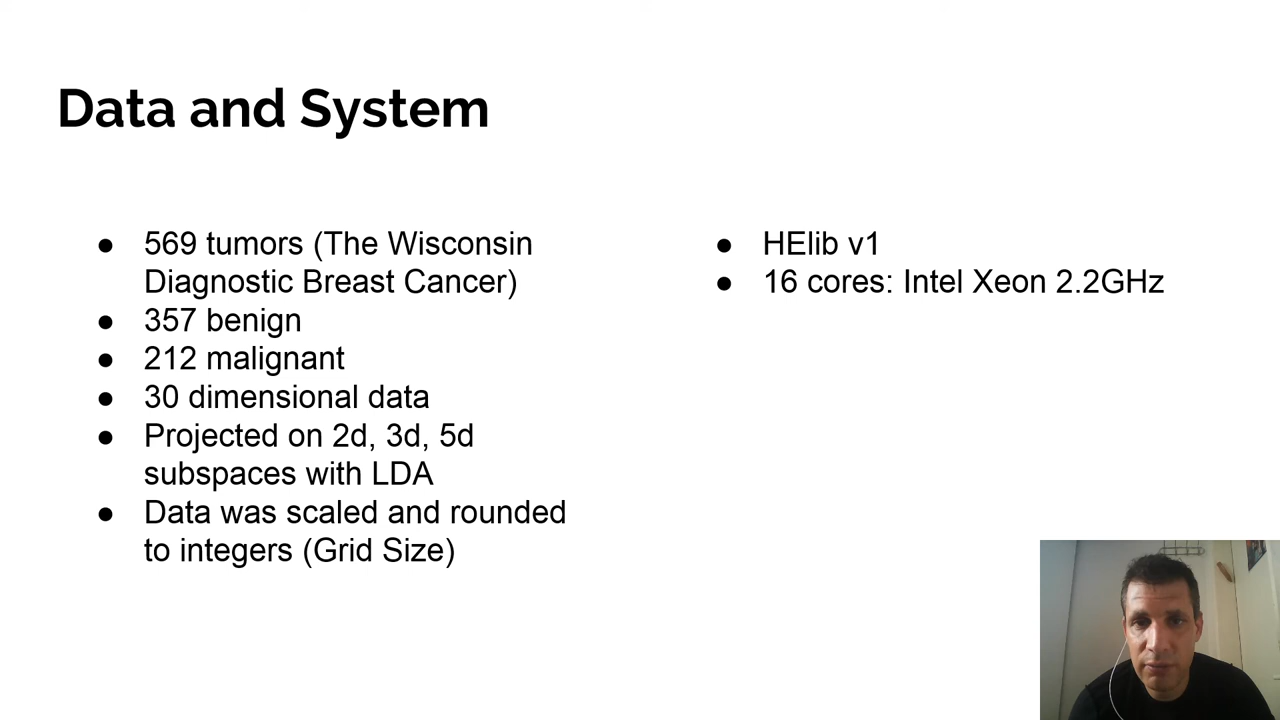 Data and System
● 569 tumors (The Wisconsin
Diagnostic Breast Cancer)
● 357 benign
● 212 malignant
● 30 dimensional data
● Projected on 2d, 3d, 5d
subspaces with LDA
● Data was scaled and rounded
to integers (Grid Size)
● HElib v1
● 16 cores: Intel Xeon 2.2GHz